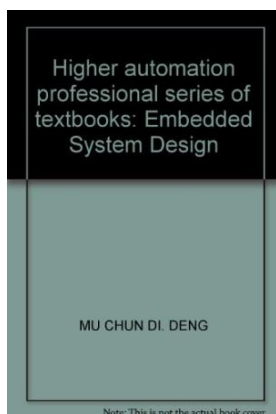 Higher automation
professional series of
textbooks: Embedded
System Design
MU CHUN DI. DENG
Note: This is not the actual book cover